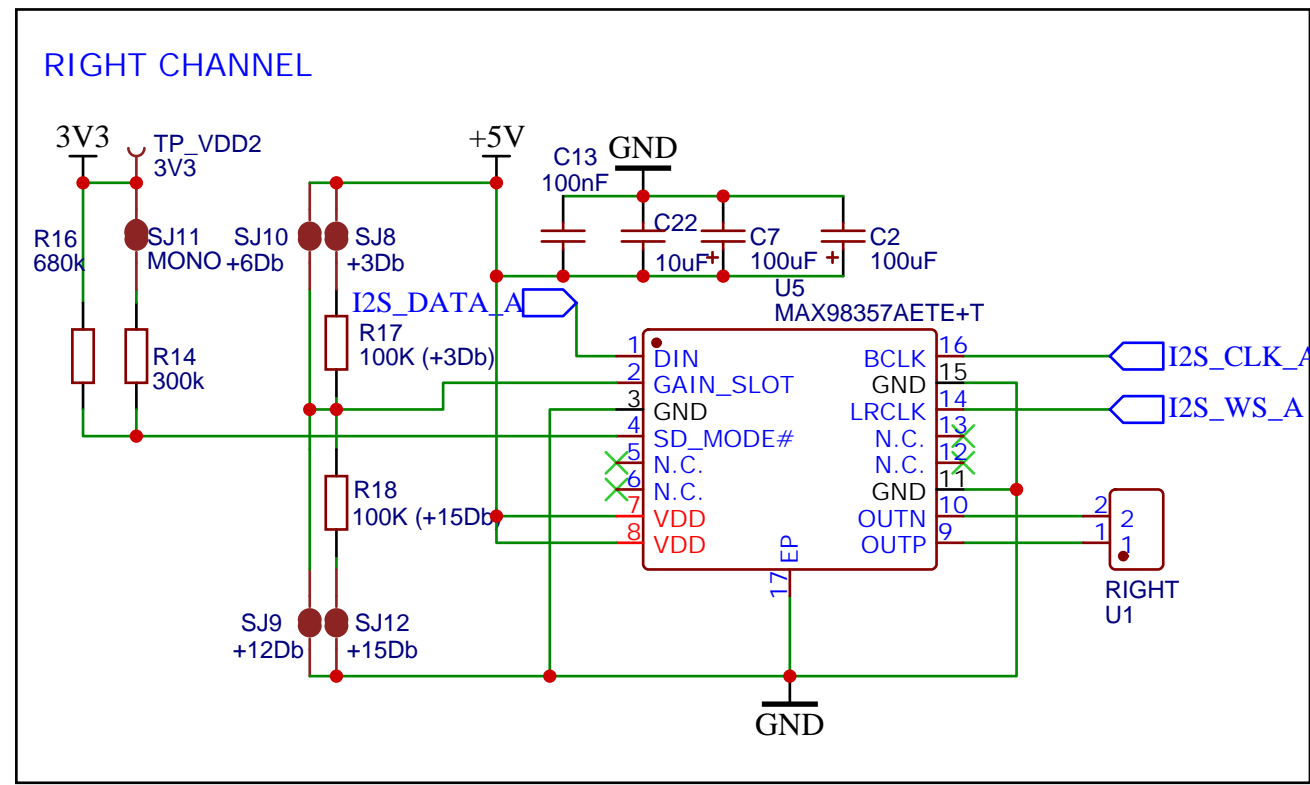 RIGHT CHANNEL
3V3
TP_VDD2
3V3
+5V
C13
100nF
GND
R16
680k
SJ11
MONO
SJ10
+6Db
SJ8
+3Db
C22
10uF
C7
100uF
C2
100uF
I2S_DATA_A
U5
MAX98357AETE+T
R17
100K (+3Db)
R14
300k
1
DIN
2
GAIN_SLOT
3
GND
4
SD_MODE#
5
N.C.
6
N.C.
7
VDD
8
VDD
16
BCLK
15
GND
14
LRCLK
13
N.C.
12
N.C.
11
GND
10
OUTN
9
OUTP
17
EP
I2S_CLK_A
I2S_WS_A
R18
100K (+15Db)
2
2
1
1
RIGHT
U1
SJ9
+12Db
SJ12
+15Db
GND